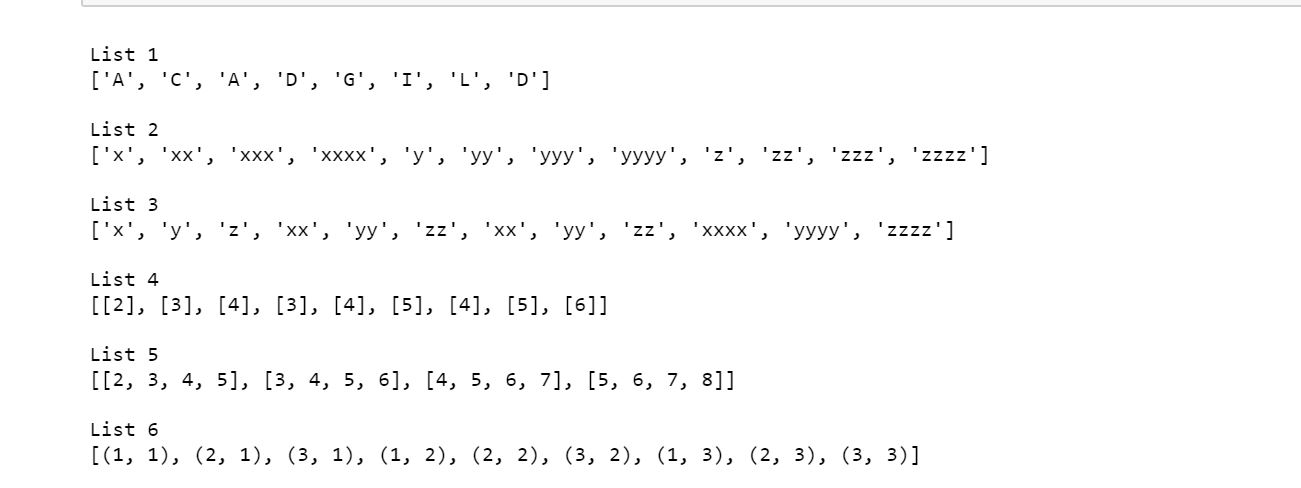 List 1
['A', 'C', 'A', 'D', 'G', 'I', 'L', 'D']
List 2
['x', 'xx', 'xxx', 'xxxx', 'y', 'yy', 'yyy', 'yyyy', 'z', 'zz', 'zzz', 'zzzz']
List 3
['x', 'y', 'z', 'xx', 'yy', 'zz', 'xx', 'yy', 'zz', 'xxxx', 'yyyy', 'zzzz']
List 4
[[2], [3], [4], [3], [4], [5], [4], [5], [6]]
List 5
[[2, 3, 4, 5], [3, 4, 5, 6], [4, 5, 6, 7], [5, 6, 7, 8]]
List 6
[(1, 1), (2, 1), (3, 1), (1, 2), (2, 2), (3, 2), (1, 3), (2, 3), (3, 3)]